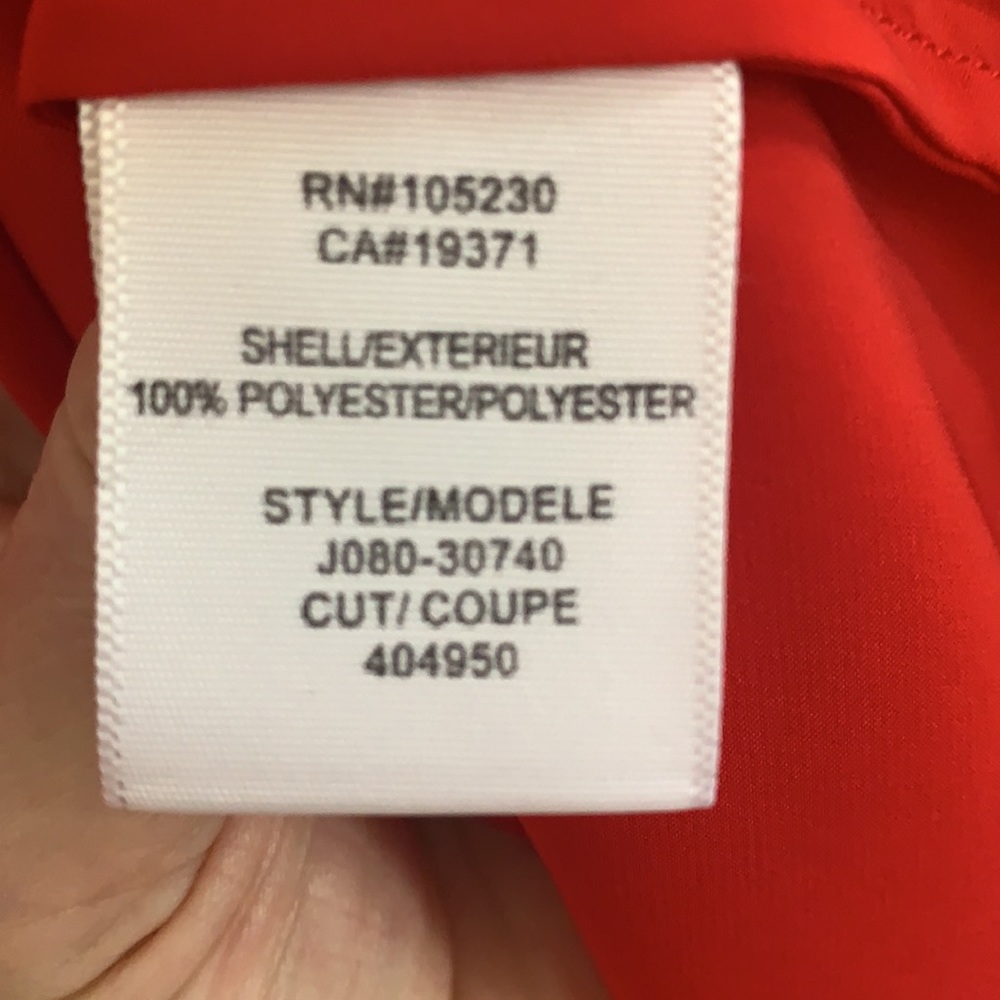 RN#105230
CA#19371
SHELL/EXTERIEUR
100% POLYESTER/POLYESTER
STYLE/MODELE
J080-30740
CUT/ COUPE
404950